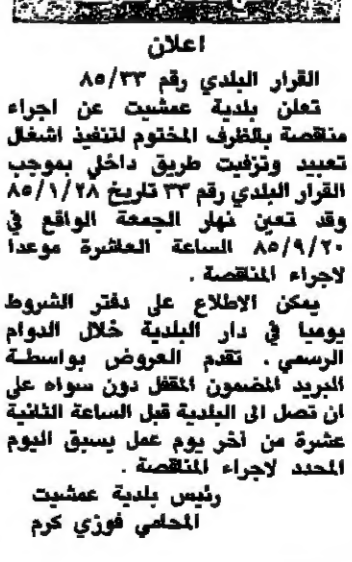 اعلان
القرار البلدي رقم ٨٥/٣٣
تعلن بلدية عمشيت عن اجراء
مناقصة بالظرف المختوم لتنفيذ اشغال
تعبيد وتزفيت طريق داخلي بموجب
القرار البلدي رقم ٣٣ تاريخ ٨٥/١/٢٨
وقد تعين نهار الجمعة الواقع في
٨٥/٩/٢٠ الساعة العاشرة موعدا
لاجراء المناقصة .
يمكن الاطلاع على دفتر الشروط
يوميا في دار البلدية خلال الدوام
الرسمي . تقدم العروض بواسطة
البريد المضمون المقفل دون سواه على
ان تصل الى البلدية قبل الساعة الثانية
عشرة من اخر يوم عمل يسبق اليوم
المحدد لاجراء المناقصة .
رئيس بلدية عمشيت
المحامي فوزي كرم